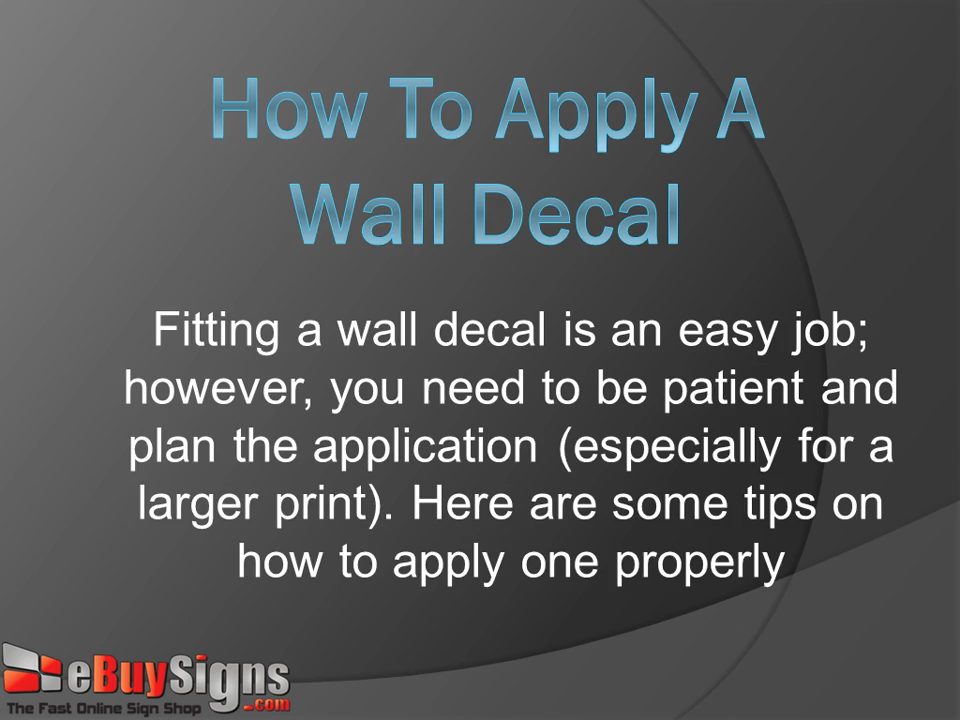 How To Apply A
Wall Decal
Fitting a wall decal is an easy job;
however, you need to be patient and
plan the application (especially for a
larger print). Here are some tips on
how to apply one properly
eBuySigns
.com
The Fast Online Sign Shop